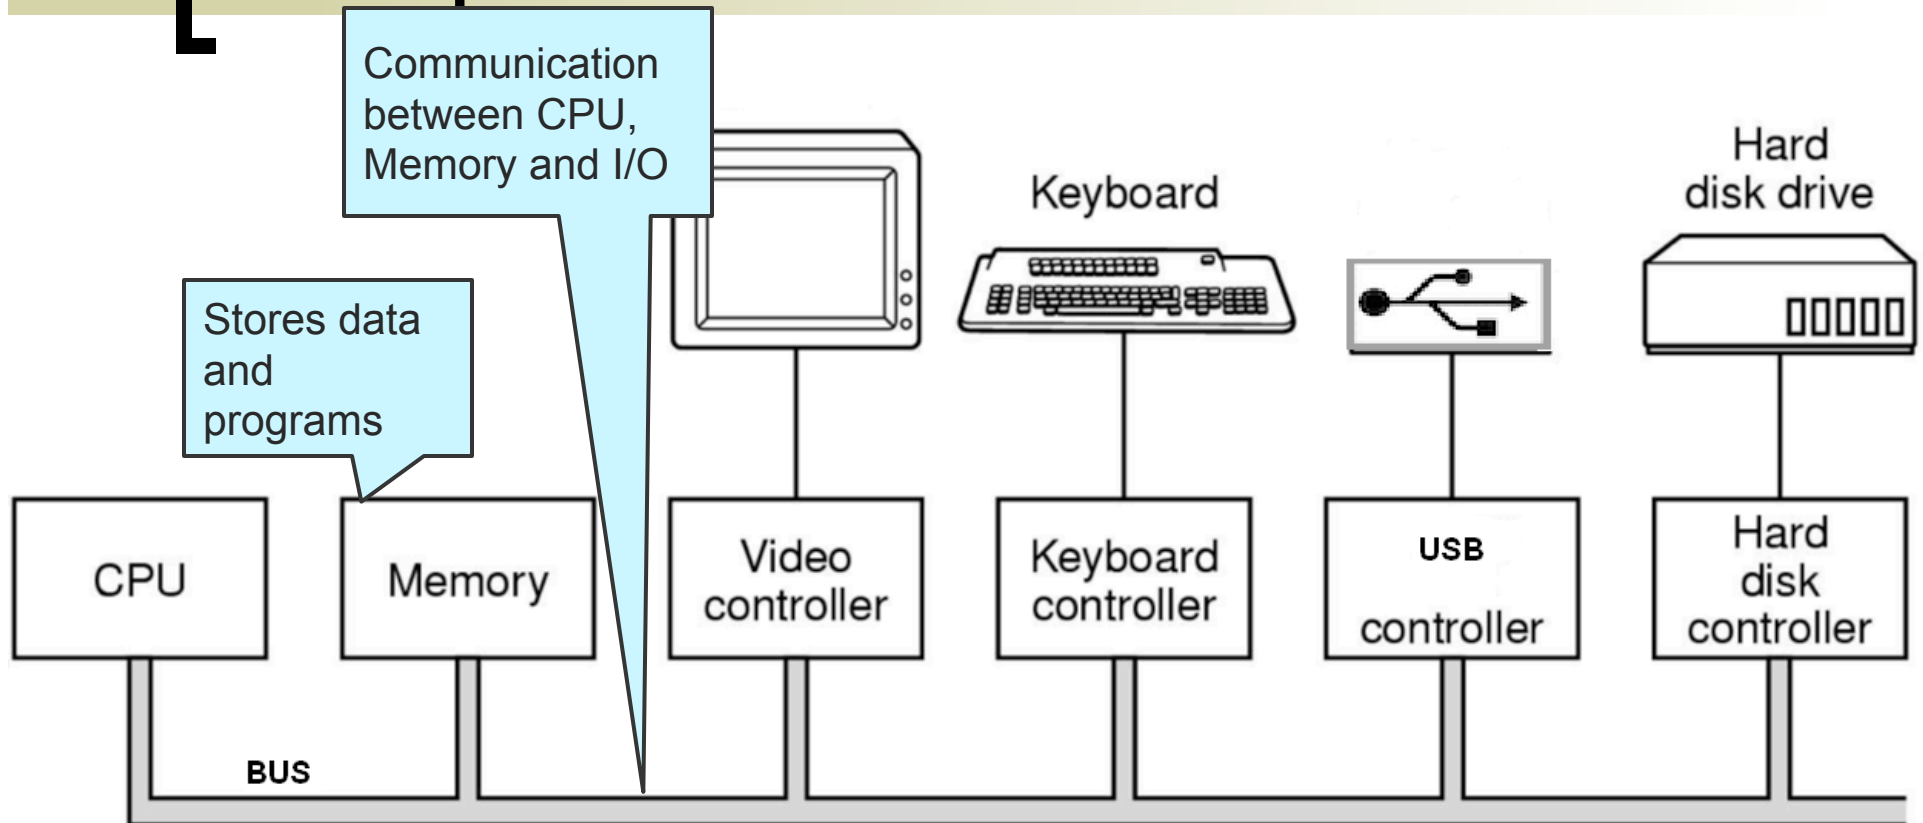 Communication
between CPU,
Memory and I/O
Stores data
and
programs
Keyboard
Hard
disk drive
CPU
Memory
Video
controller
Keyboard
controller
USB
controller
Hard
disk
controller
BUS